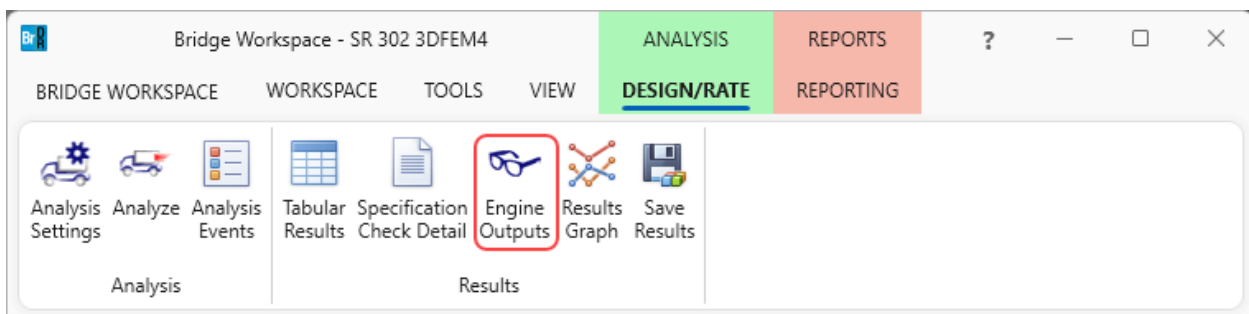 Br DR Bridge Workspace - SR 302 3DFEM4 ANALYSIS REPORTS ?
BRIDGE WORKSPACE WORKSPACE TOOLS VIEW DESIGN/RATE REPORTING
Analysis Analyze Analysis Tabular Specification Engine Results Save
Settings Events Results Check Detail Outputs Graph Results
Analysis Results